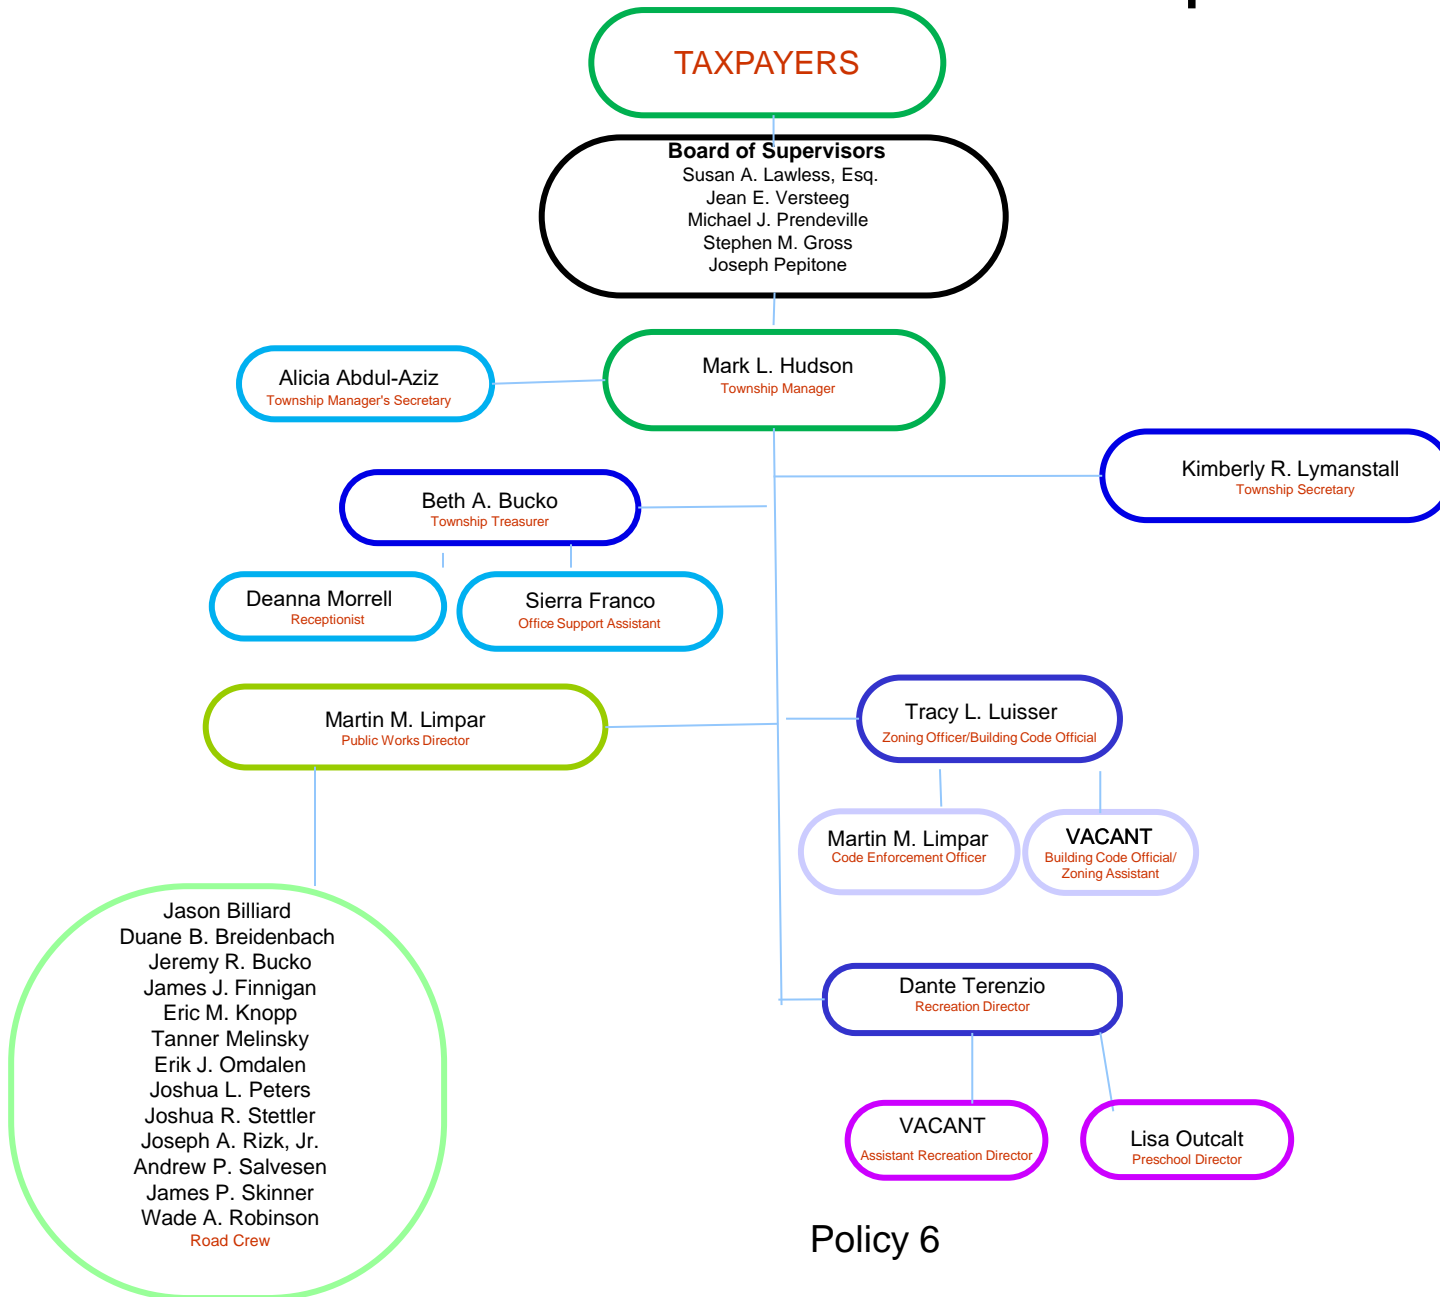 TAXPAYERS
Board of Supervisors
Susan A. Lawless, Esq.
Jean E. Versteeg
Michael J. Prendeville
Stephen M. Gross
Joseph Pepitone
Mark L. Hudson
Township Manager
Alicia Abdul-Aziz
Township Manager's Secretary
Kimberly R. Lymanstall
Township Secretary
Beth A. Bucko
Township Treasurer
Deanna Morrell
Receptionist
Sierra Franco
Office Support Assistant
Martin M. Limpar
Public Works Director
Tracy L. Luisser
Zoning Officer/Building Code Official
Martin M. Limpar
Code Enforcement Officer
VACANT
Building Code Official/
Zoning Assistant
Jason Billiard
Duane B. Breidenbach
Jeremy R. Bucko
James J. Finnigan
Eric M. Knopp
Tanner Melinsky
Erik J. Omdalen
Joshua L. Peters
Joshua R. Stettler
Joseph A. Rizk, Jr.
Andrew P. Salvesen
James P. Skinner
Wade A. Robinson
Road Crew
Dante Terenzio
Recreation Director
VACANT
Assistant Recreation Director
Lisa Outcalt
Preschool Director
Policy 6